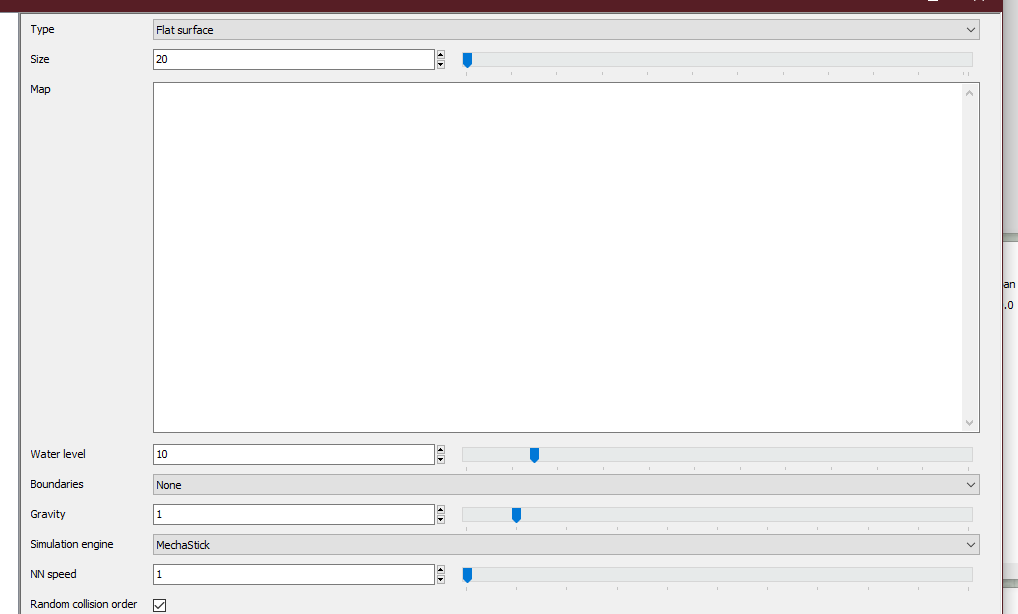 Type Flat surface
Size 20
Map
an
.0
Water level 10
Boundaries None
Gravity 1
Simulation engine MechaStick
NN speed 1
Random collision order